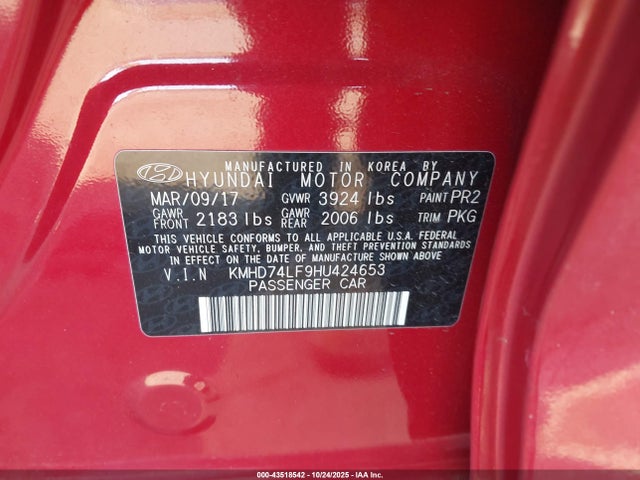 MANUFACTURED IN KOREA BY
HYUNDAI MOTOR COMPANY
MAR/09/17 GVWR 3924 lbs PAINT PR2
GAWR FRONT 2183 lbs GAWR REAR 2006 lbs TRIM PKG
THIS VEHICLE CONFORMS TO ALL APPLICABLE U.S.A. FEDERAL
MOTOR VEHICLE SAFETY, BUMPER, AND THEFT PREVENTION
STANDARDS IN EFFECT ON THE DATE OF MANUFACTURE SHOWN ABOVE.
V.I.N KMHD74LF9HU424653
PASSENGER CAR
000-43518542 - 10/24/2025 - IAA Inc.